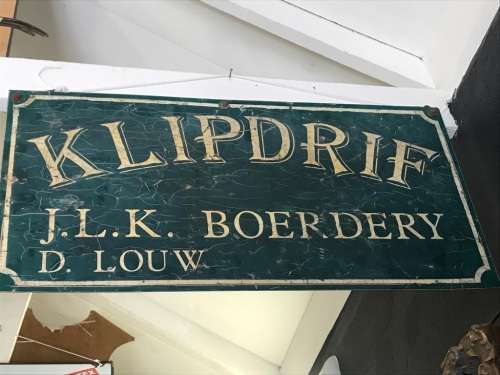 KLIPDRIF
J.L.K. BOERDERY
D. LOUW